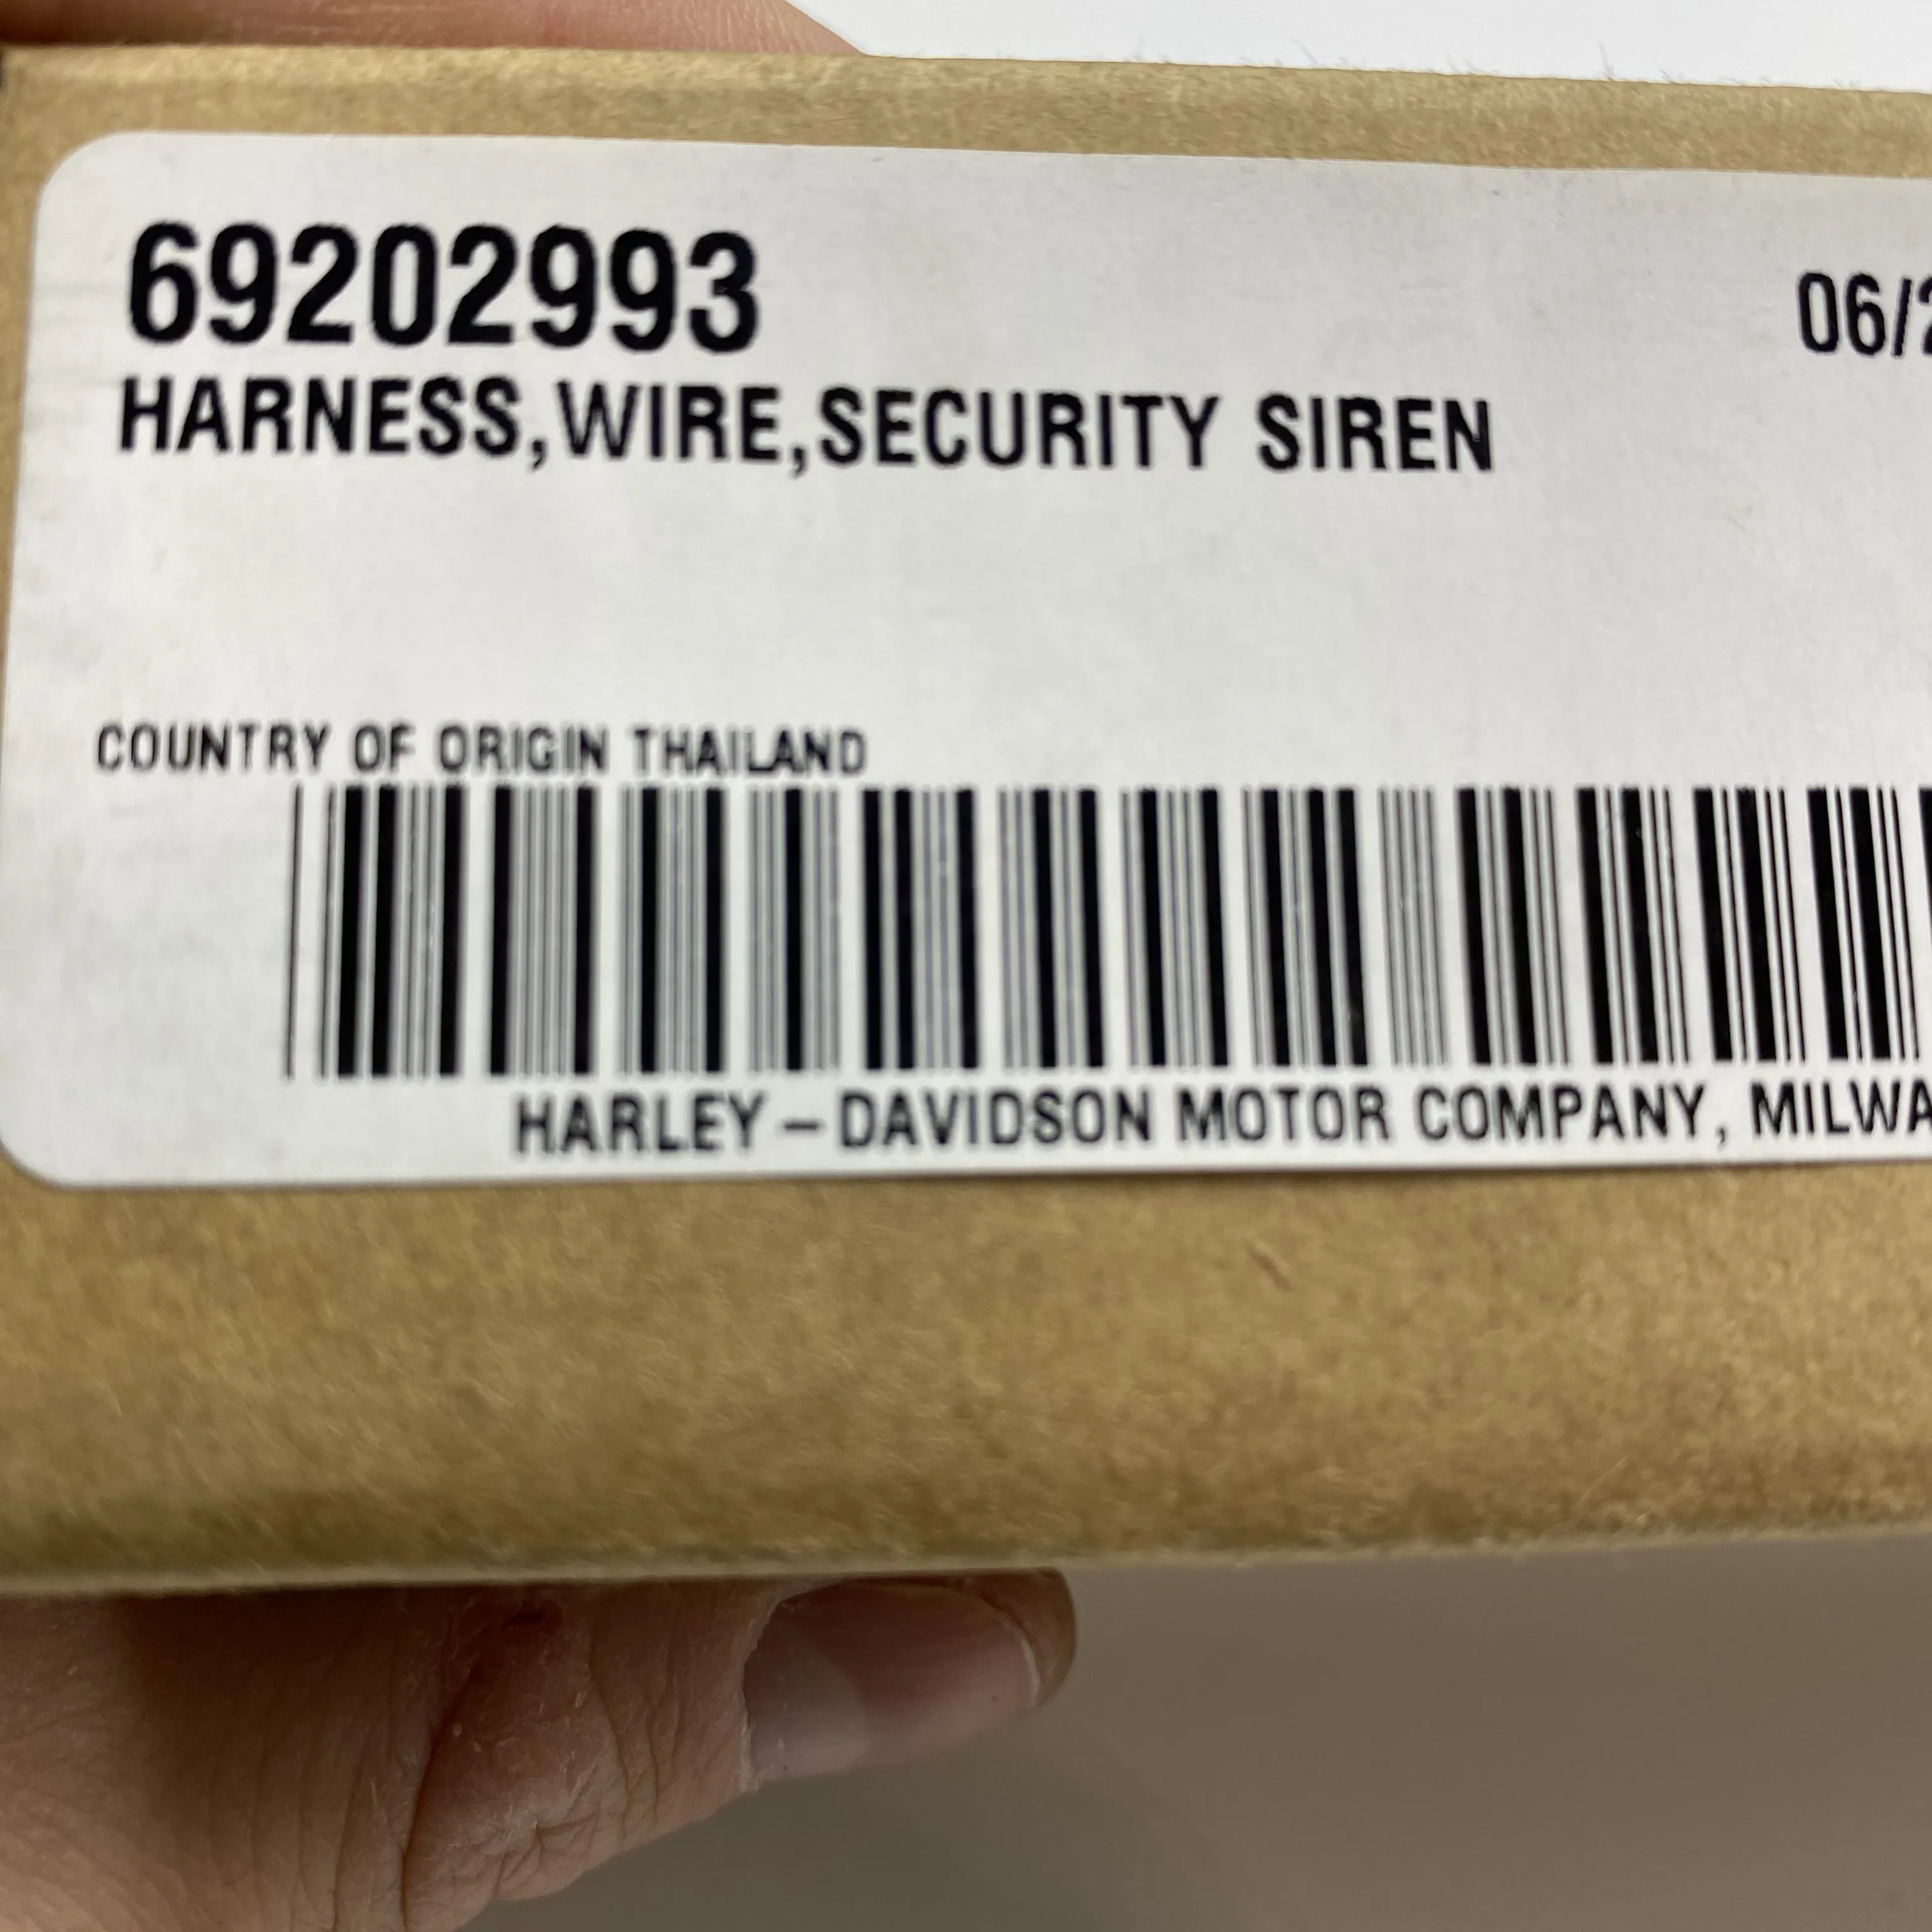 69202993
06/2
HARNESS,WIRE,SECURITY SIREN
COUNTRY OF ORIGIN THAILAND
HARLEY-DAVIDSON MOTOR COMPANY, MILWA